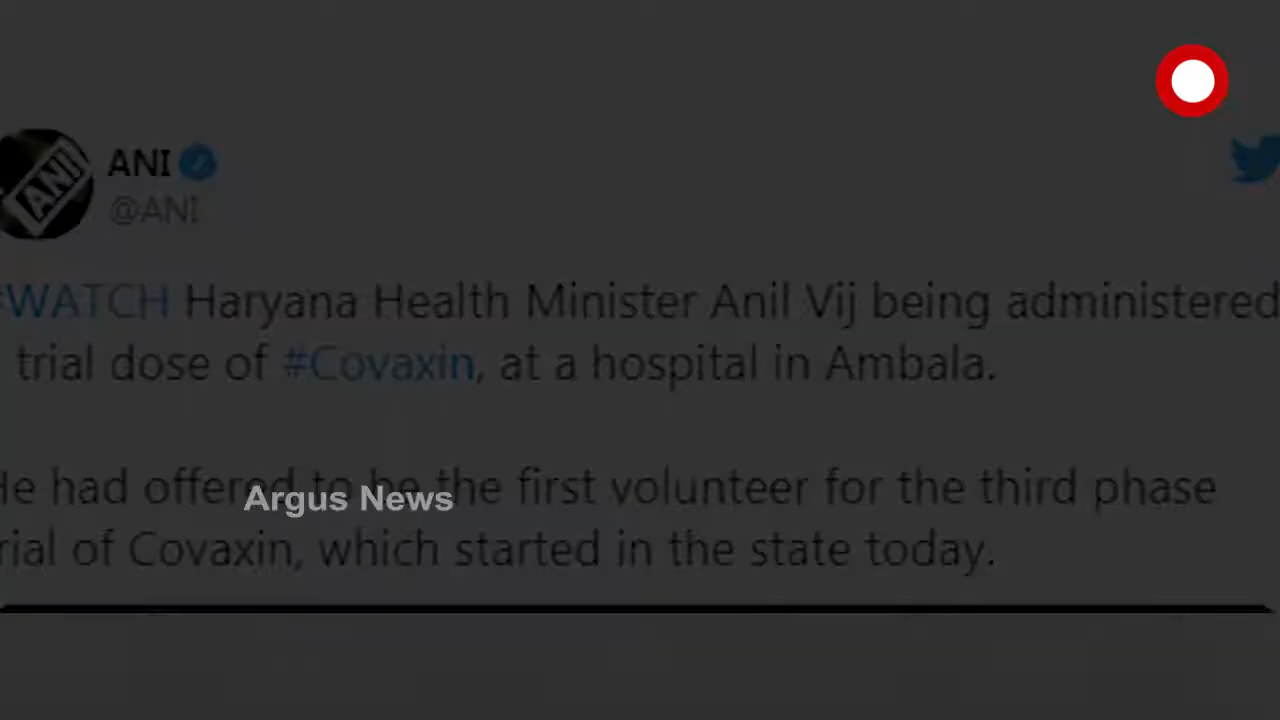 ANI
ANI
@ANI
#WATCH Haryana Health Minister Anil Vij being administered
trial dose of #Covaxin, at a hospital in Ambala.
He had offered to be the first volunteer for the third phase
trial of Covaxin, which started in the state today.
Argus News